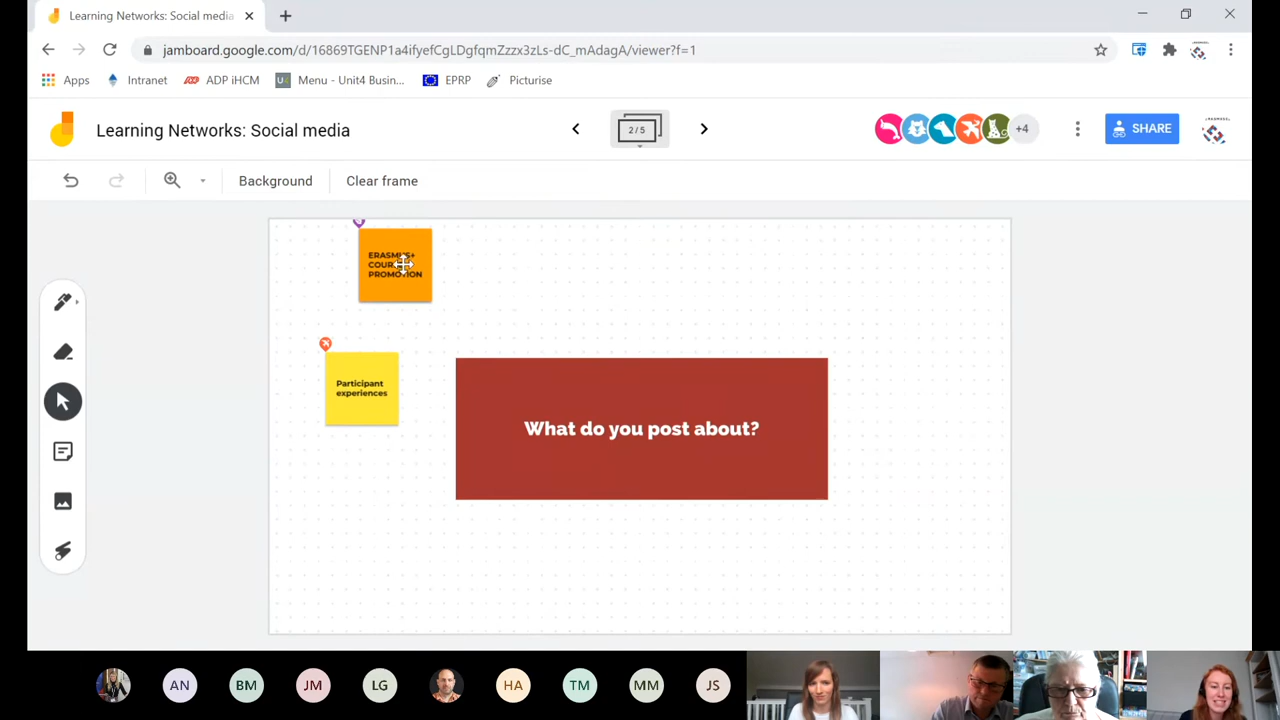 Learning Networks: Social media
jamboard.google.com/d/16869TGENP1a4ifyefCgLDgfqmZzzx3zLs-dC_mAdagA/viewer?f=1
Apps
Intranet
ADP iHCM
Menu - Unit4 Busin...
EPRP
Picturise
Learning Networks: Social media
2 / 5
+4
SHARE
Background
Clear frame
PROMOTION
Participant
experiences
What do you post about?
AN
BM
JM
LG
HA
TM
MM
JS